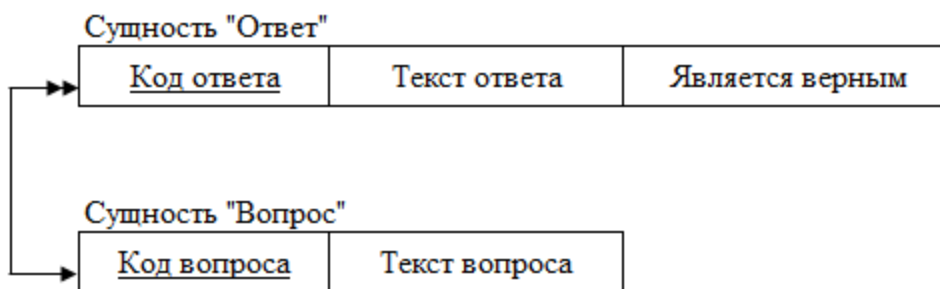 Сущность "Ответ"
Код ответа Текст ответа Является верным
Сущность "Вопрос"
Код вопроса Текст вопроса